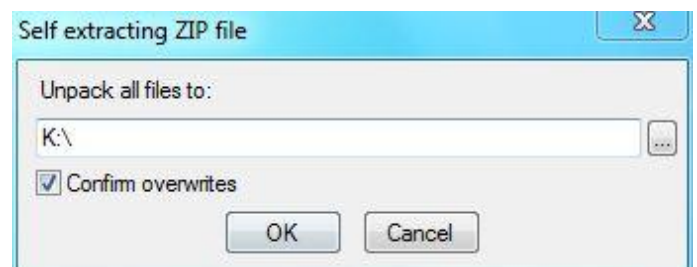 Self extracting ZIP file
Unpack all files to:
K:\
...
Confirm overwrites
OK Cancel